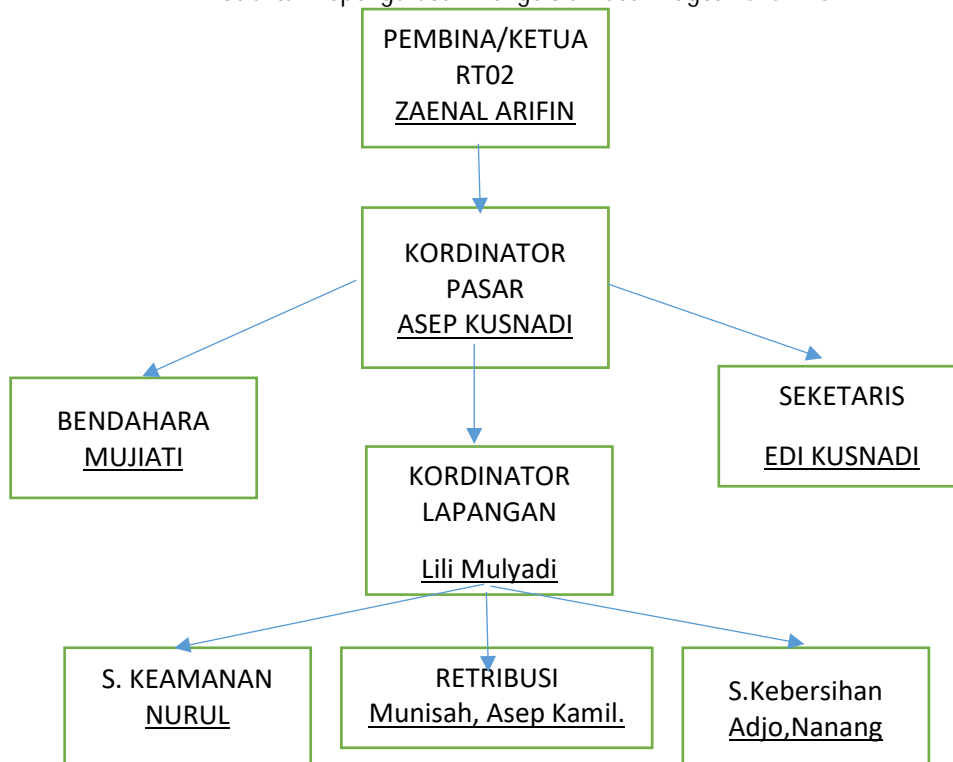 PEMBINA/KETUA
RT02
ZAENAL ARIFIN
KORDINATOR
PASAR
ASEP KUSNADI
BENDAHARA
MUJIATI
SEKETARIS
EDI KUSNADI
KORDINATOR
LAPANGAN
Lili Mulyadi
S. KEAMANAN
NURUL
RETRIBUSI
Munisah, Asep Kamil.
S.Kebersihan
Adjo,Nanang